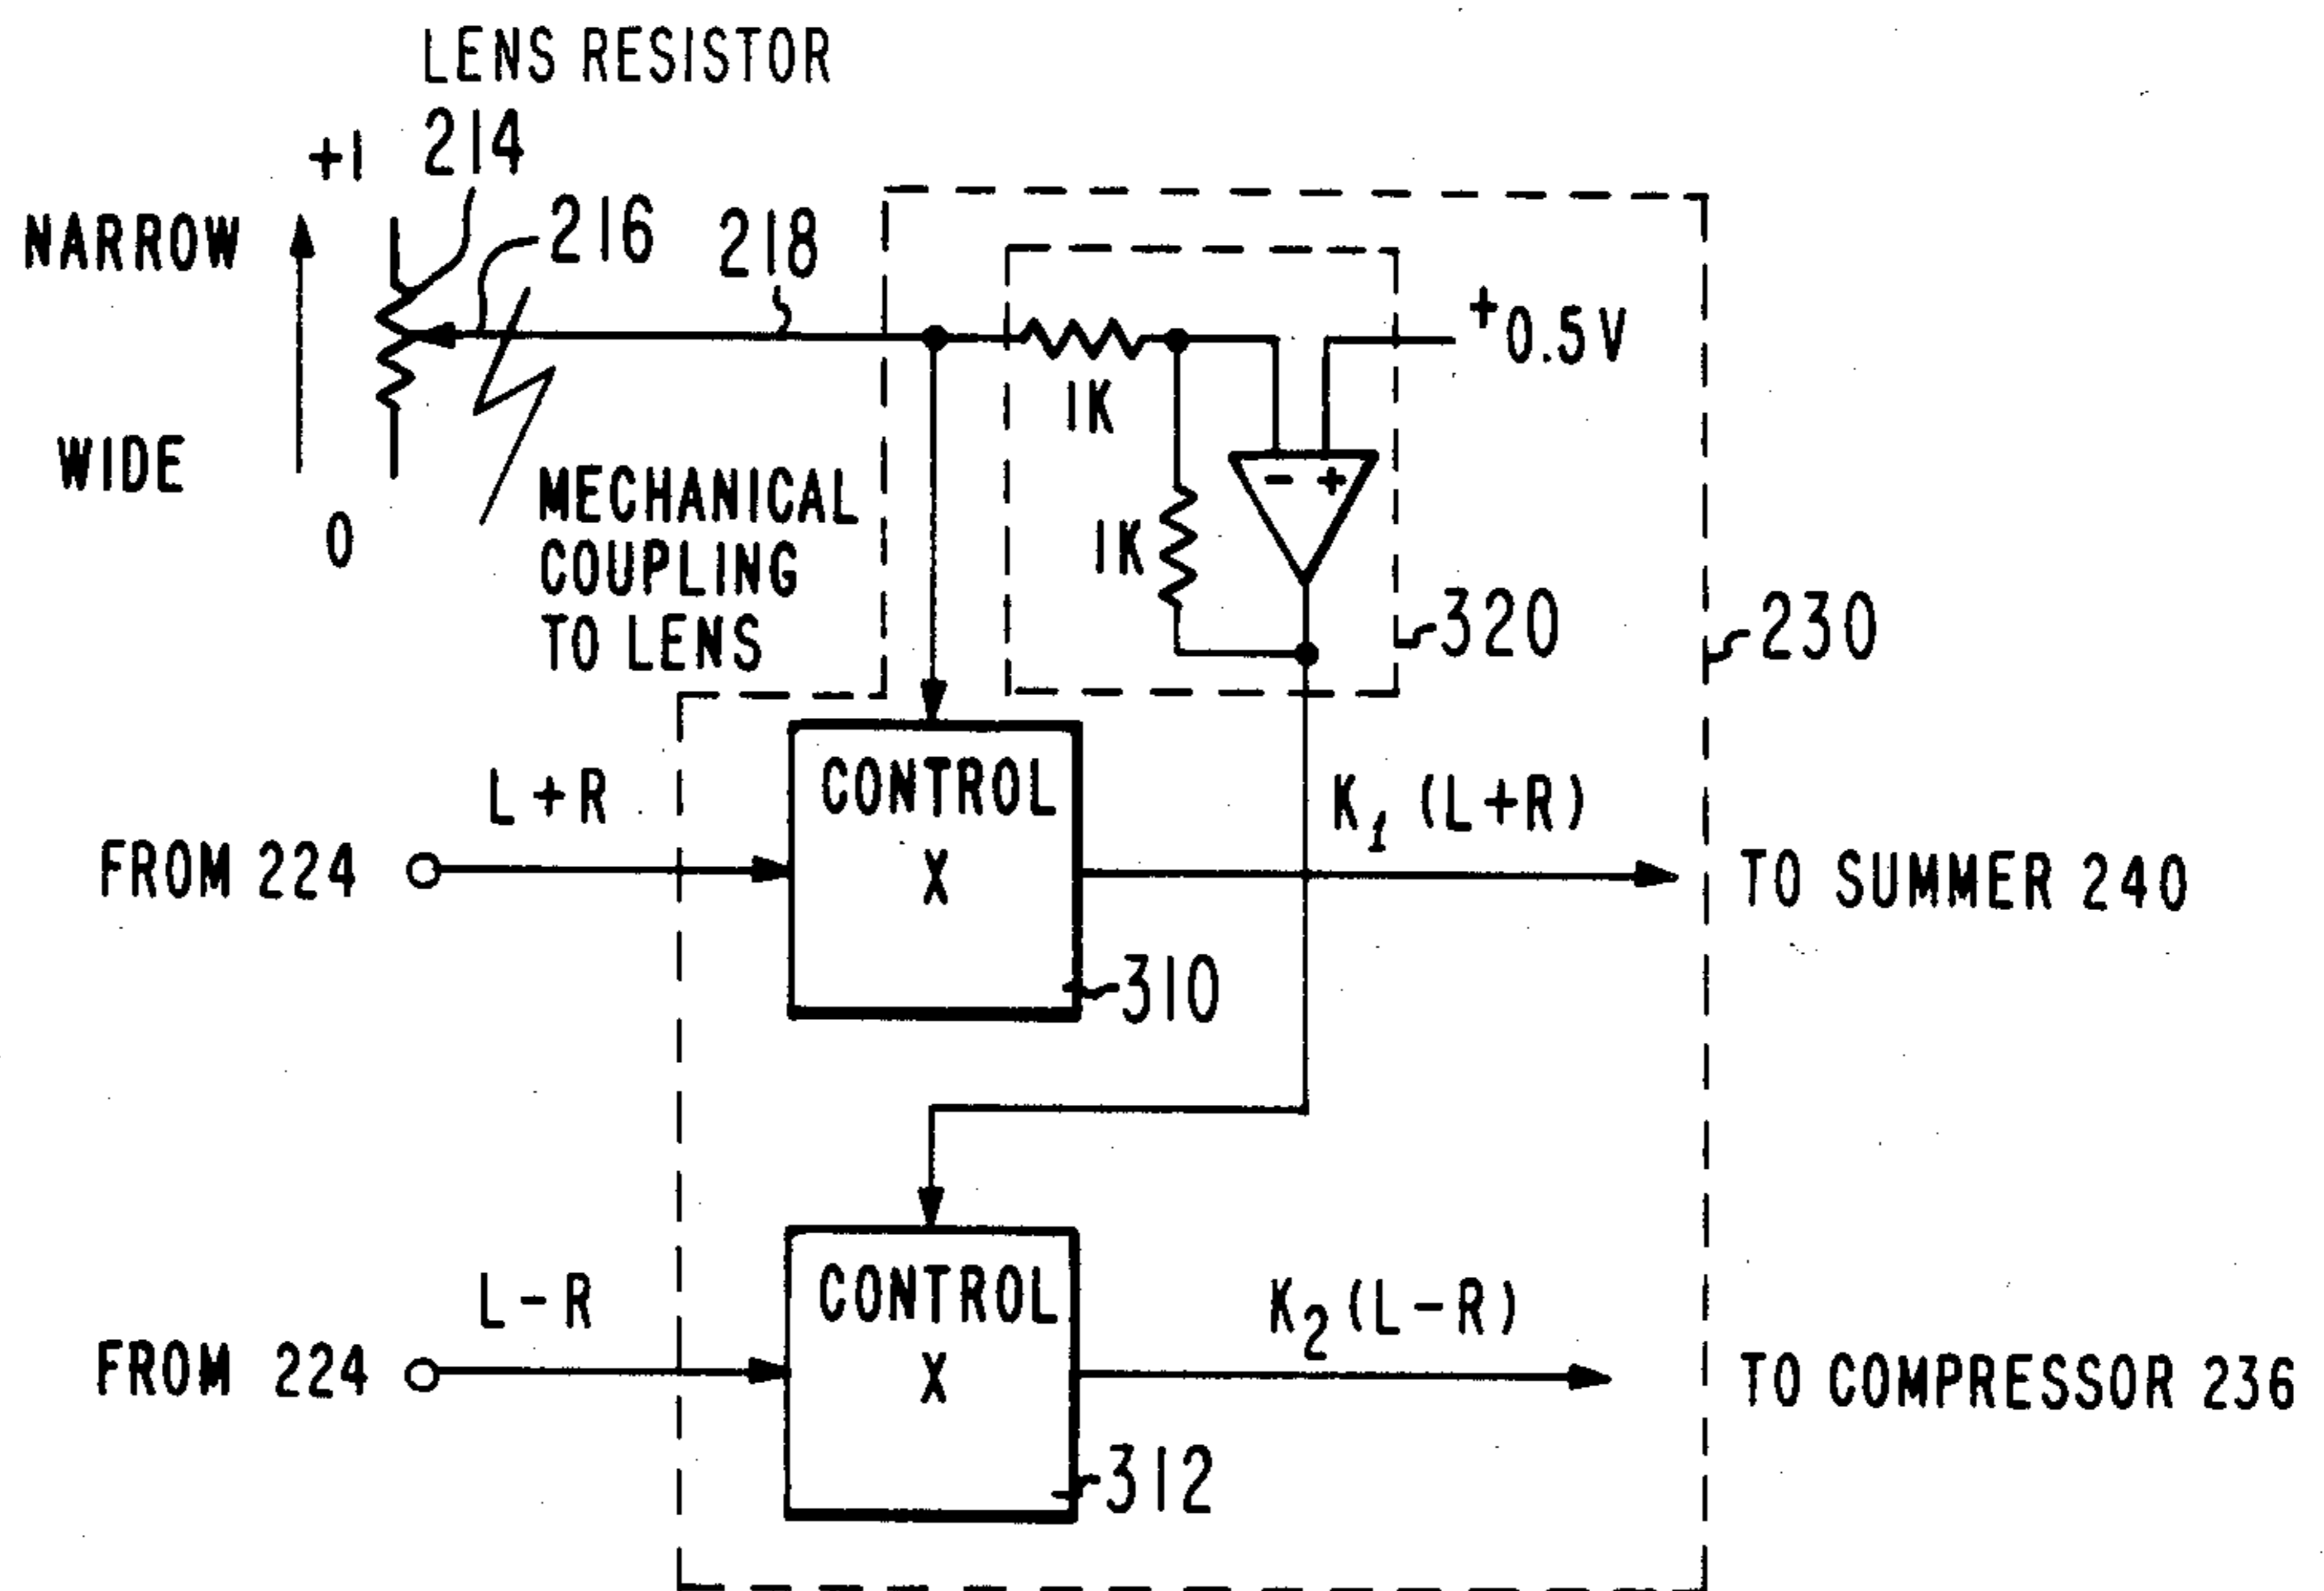 LENS RESISTOR
+1 214
NARROW 216 218
+0.5V
1K
WIDE - +
MECHANICAL
COUPLING
TO LENS
0
1K
320 230
CONTROL
X
L+R K1 (L+R)
FROM 224 TO SUMMER 240
310
CONTROL
X
L-R K2 (L-R)
FROM 224 TO COMPRESSOR 236
312